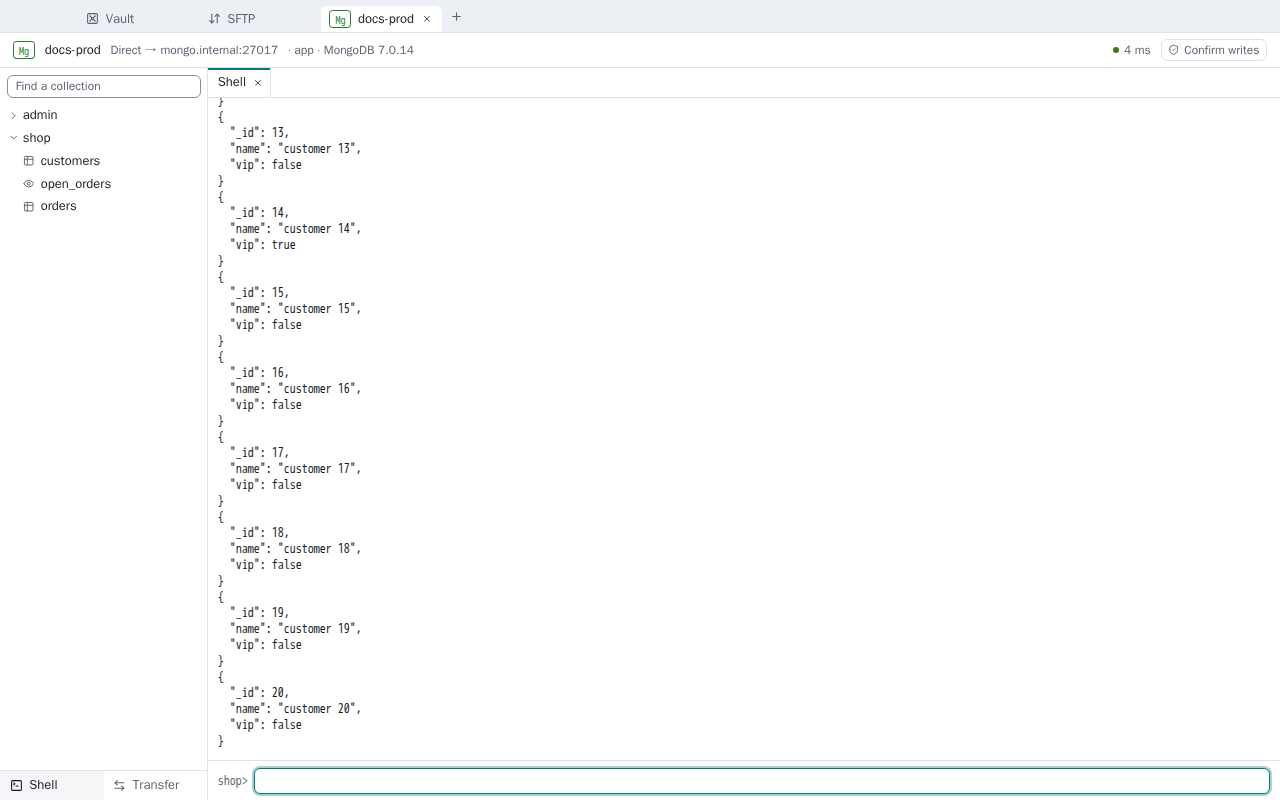 Vault
SFTP
Mg docs-prod ×
+
Mg docs-prod Direct → mongo.internal:27017 · app · MongoDB 7.0.14
4 ms
Confirm writes
Find a collection
admin
shop
customers
open_orders
orders
Shell
Transfer
Shell ×
}
{
"_id": 13,
"name": "customer 13",
"vip": false
}
{
"_id": 14,
"name": "customer 14",
"vip": true
}
{
"_id": 15,
"name": "customer 15",
"vip": false
}
{
"_id": 16,
"name": "customer 16",
"vip": false
}
{
"_id": 17,
"name": "customer 17",
"vip": false
}
{
"_id": 18,
"name": "customer 18",
"vip": false
}
{
"_id": 19,
"name": "customer 19",
"vip": false
}
{
"_id": 20,
"name": "customer 20",
"vip": false
}
shop>